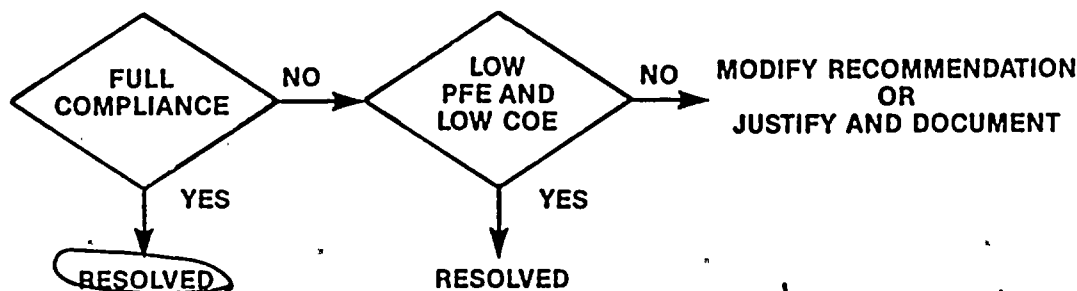 FULL
COMPLIANCE
NO
LOW
PFE AND
LOW COE
NO
MODIFY RECOMMENDATION
OR
JUSTIFY AND DOCUMENT
YES
YES
RESOLVED
RESOLVED